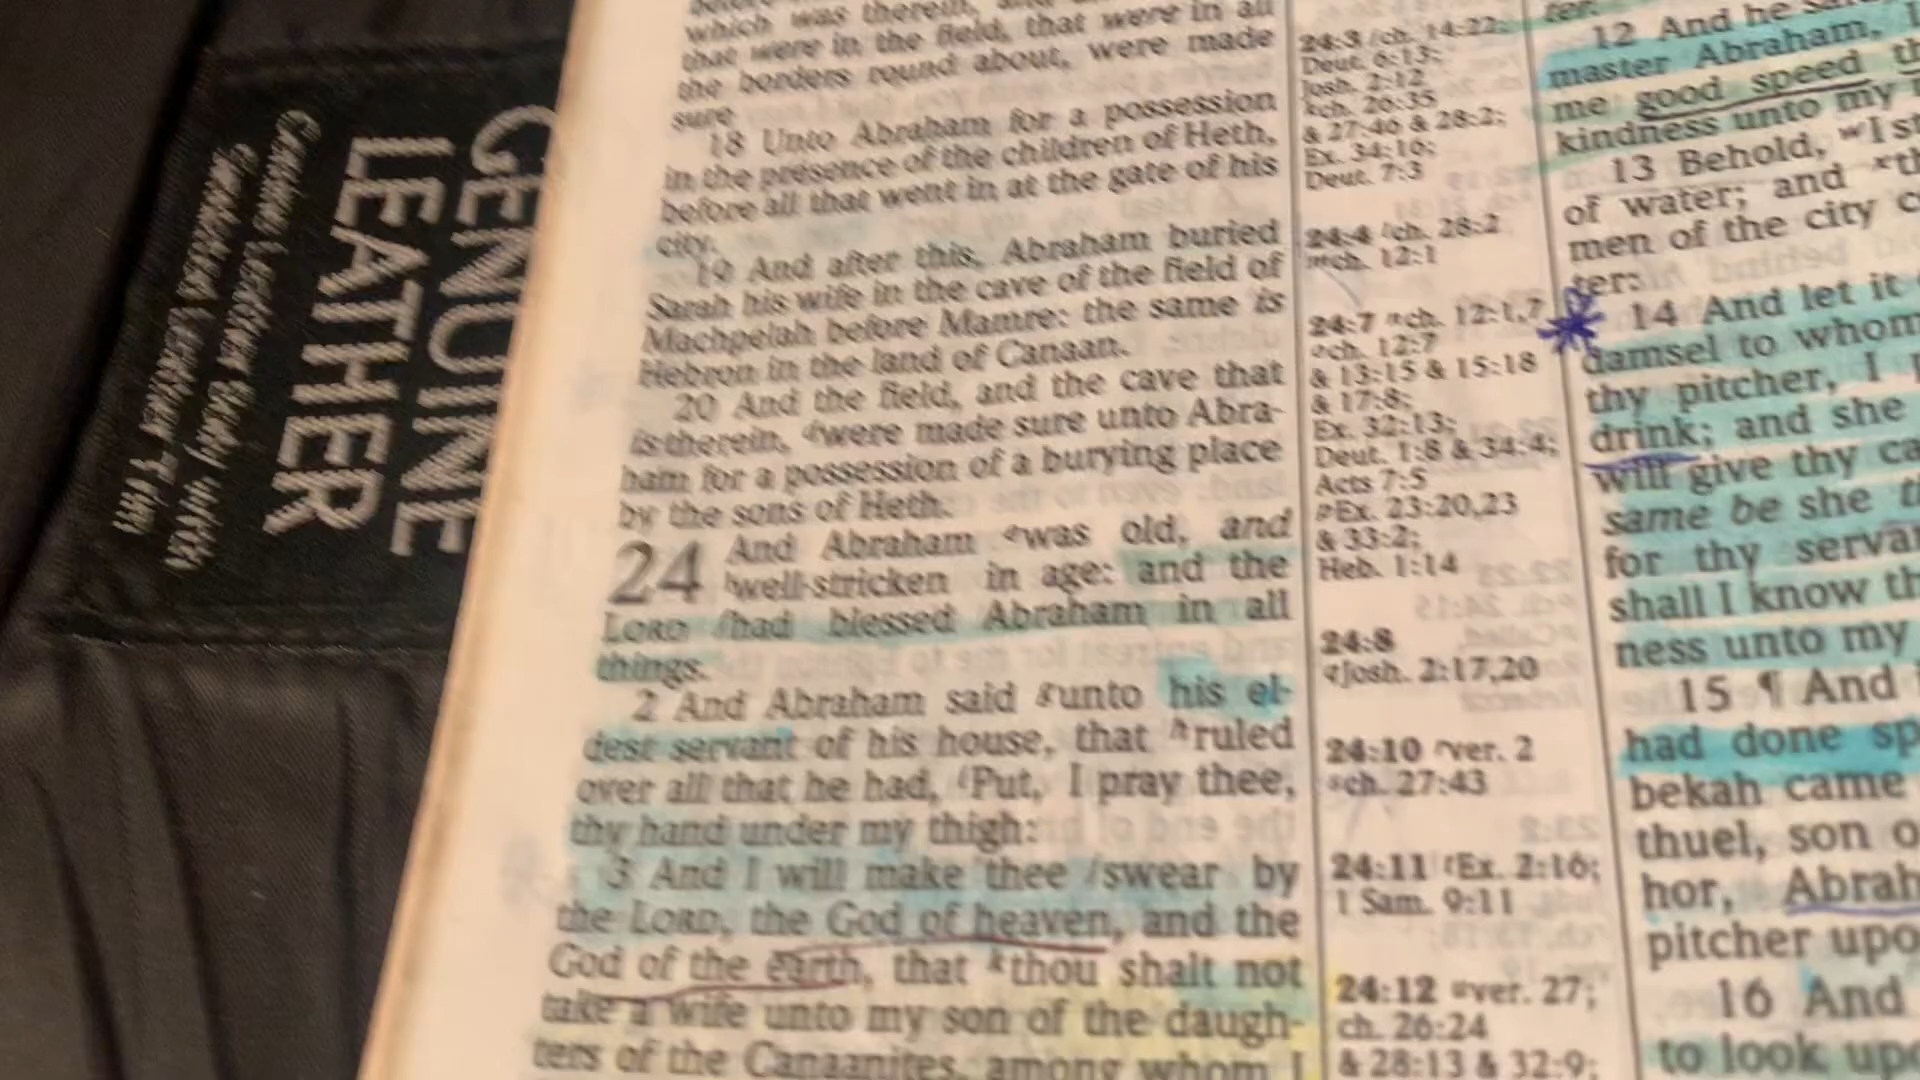 GENUINE
LEATHER
which was therein, and
that were in the field, that were in all
the borders round about, were made
sure
18 Unto Abraham for a possession
in the presence of the children of Heth,
before all that went in at the gate of his
city.
19 And after this, Abraham buried
Sarah his wife in the cave of the field of
Machpelah before Mamre: the same is
Hebron in the land of Canaan.
20 And the field, and the cave that
is therein, were made sure unto Abra-
ham for a possession of a burying place
by the sons of Heth.
24 And Abraham was old, and
well-stricken in age: and the
LORD had blessed Abraham in all
things.
2 And Abraham said unto his el-
dest servant of his house, that ruled
over all that he had, Put, I pray thee,
thy hand under my thigh:
3 And I will make thee swear by
the LORD, the God of heaven, and the
God of the earth, that thou shalt not
take a wife unto my son of the daugh-
ters of the Canaanites, among whom I
24:3 ch. 14:22;
Deut. 6:13;
Josh. 2:12
ch. 26:35
& 27:46 & 28:2;
Ex. 34:16;
Deut. 7:3
24:4 ch. 28:2
ch. 12:1
24:7 ch. 12:1,7
ch. 12:7
& 13:15 & 15:18
& 17:8;
Ex. 32:13;
Deut. 1:8 & 34:4;
Acts 7:5
Ex. 23:20,23
& 33:2;
Heb. 1:14
24:8
Josh. 2:17,20
24:10 ver. 2
ch. 27:43
24:11 Ex. 2:16;
1 Sam. 9:11
24:12 ver. 27;
ch. 26:24
& 28:13 & 32:9;
ter.
12 And he
master Abraham,
me good speed
kindness unto my
13 Behold, I
of water; and
men of the city
ter:
14 And let it
damsel to whom
thy pitcher, I
drink; and she
will give thy
same be she
for thy
shall I know
ness unto my
15 ¶ And
had done
bekah came
thuel, son
hor,
pitcher
16 And
to look